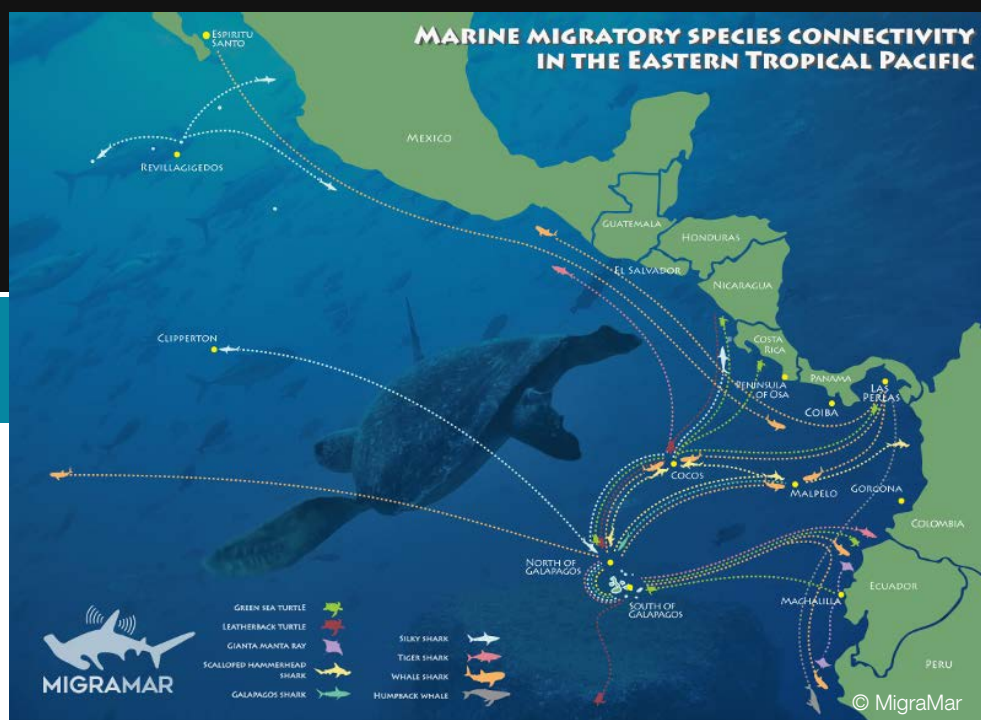 MARINE MIGRATORY SPECIES CONNECTIVITY
IN THE EASTERN TROPICAL PACIFIC
ESPIRITU
SANTO
MEXICO
REVILLAGIGEDOS
GUATEMALA
HONDURAS
EL SALVADOR
NICARAGUA
CLIPPERTON
COSTA
RICA
PENINSULA
OF OSA
PANAMA
LAS
PERLAS
COIBA
COCOS
MALPELO
GORGONA
COLOMBIA
NORTH OF
GALAPAGOS
SOUTH OF
GALAPAGOS
MACHALILLA
ECUADOR
PERU
GREEN SEA TURTLE
LEATHERBACK TURTLE
GIANTA MANTA RAY
SCALLOPED HAMMERHEAD
SHARK
GALAPAGOS SHARK
SILKY SHARK
TIGER SHARK
WHALE SHARK
HUMPBACK WHALE
MIGRAMAR
© MigraMar